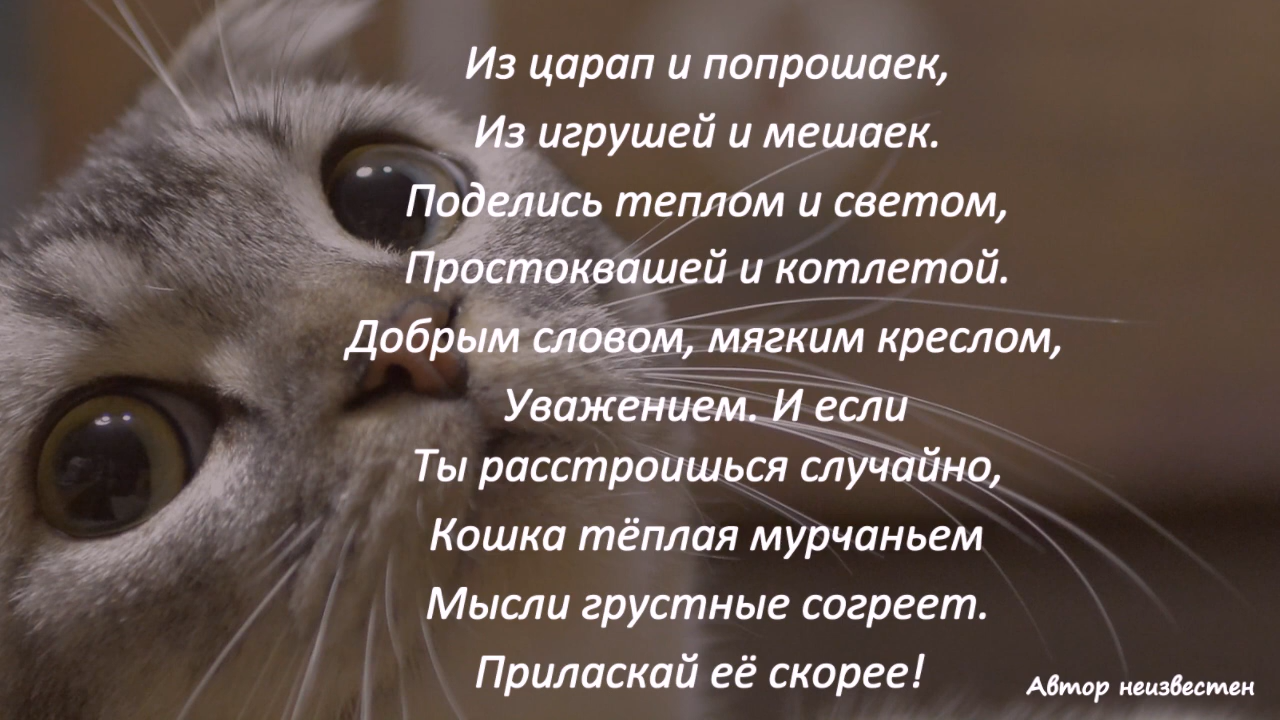 Из царап и попрошаек,
Из игрушей и мешаек.
Поделись теплом и светом,
Простоквашей и котлетой.
Добрым словом, мягким креслом,
Уважением. И если
Ты расстроишься случайно,
Кошка тёплая мурчаньем
Мысли грустные согреет.
Приласкай её скорее!
Автор неизвестен